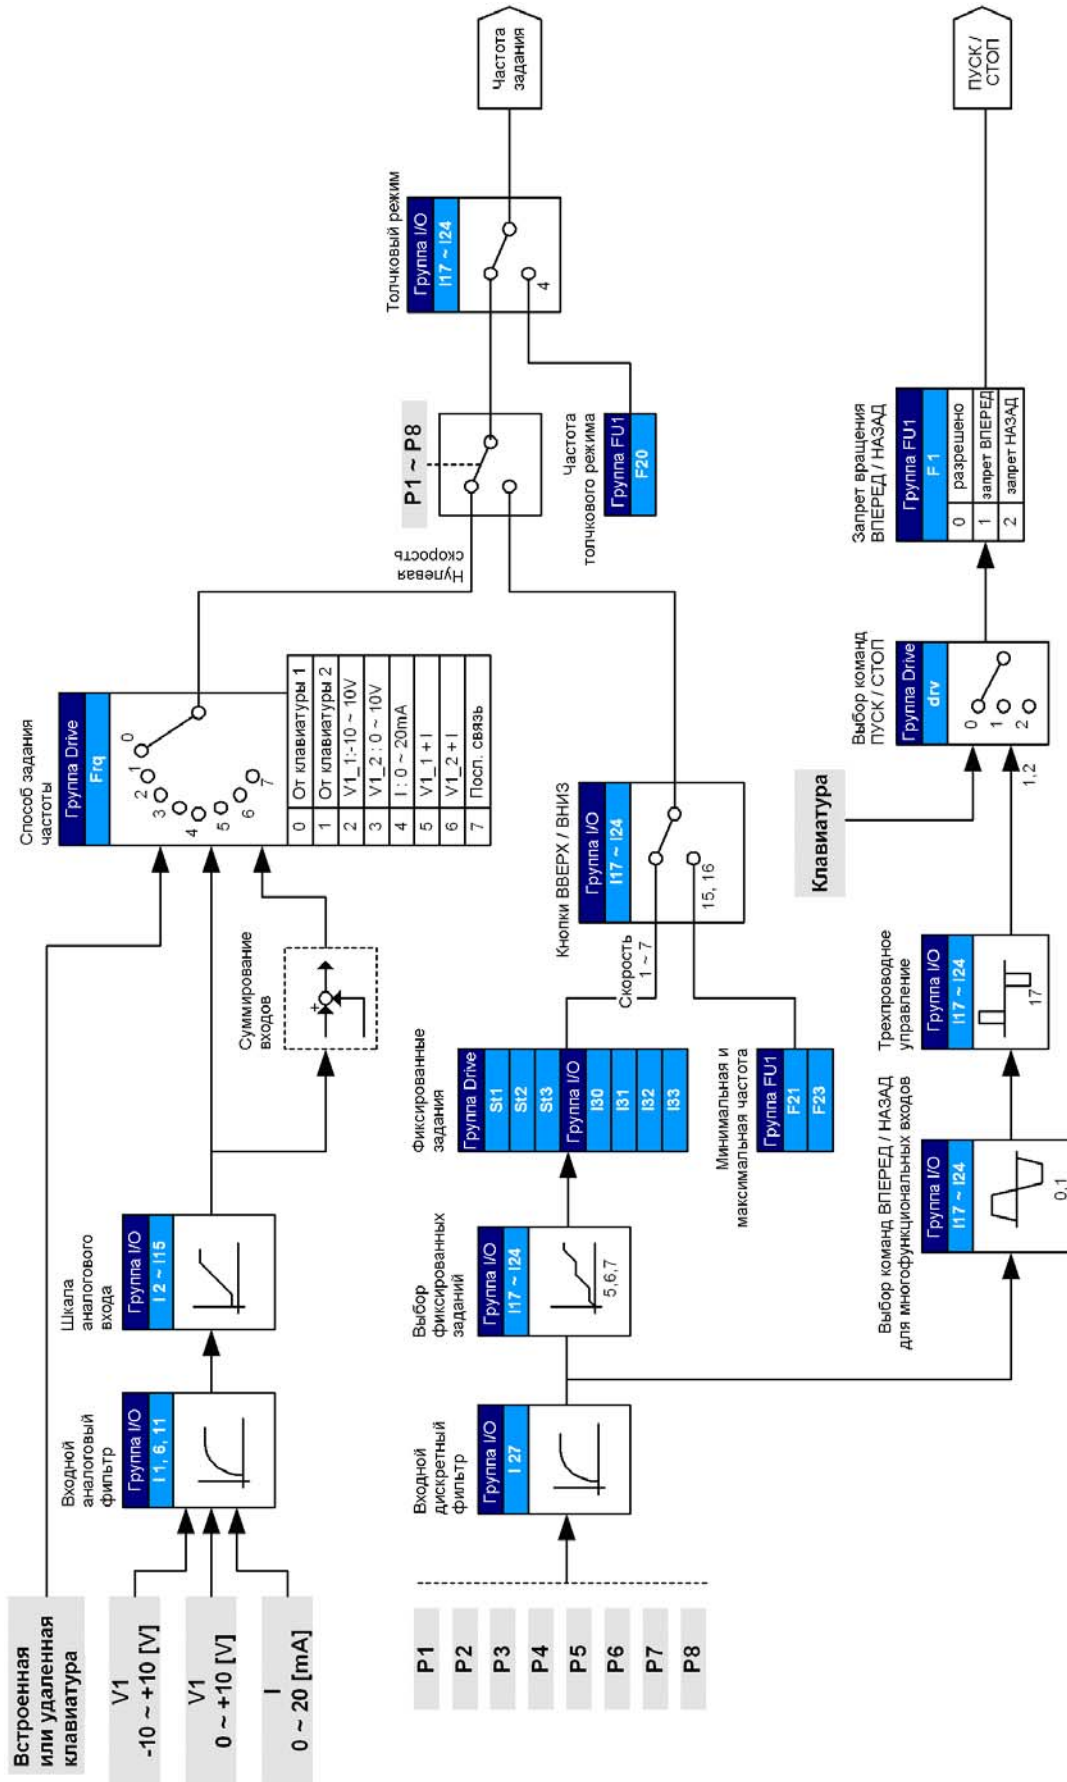 Встроенная
или удаленная
клавиатура
V1
-10 ~ +10 [V]
V1
0 ~ +10 [V]
I
0 ~ 20 [mA]
Входной
аналоговый
фильтр
Группа I/O
I 1, 6, 11
Шкала
аналогового
входа
Группа I/O
I 2 ~ I15
Суммирование
входов
+
Способ задания
частоты
Группа Drive
Frq
0
1
2
3
4
5
6
7
0 От клавиатуры 1
1 От клавиатуры 2
2 V1_1:-10 ~ 10V
3 V1_2 : 0 ~ 10V
4 I : 0 ~ 20mA
5 V1_1 + I
6 V1_2 + I
7 Посл. связь
Нулевая
скорость
P1 ~ P8
Толчковый режим
Группа I/O
I17 ~ I24
4
Частота
задания
Частота
толчкового режима
Группа FU1
F20
P1
P2
P3
P4
P5
P6
P7
P8
Входной
дискретный
фильтр
Группа I/O
I 27
Выбор
фиксированных
заданий
Группа I/O
I17 ~ I24
5,6,7
Фиксированные
задания
Группа Drive
St1
St2
St3
Группа I/O
I30
I31
I32
I33
Скорость
1 ~ 7
Кнопки ВВЕРХ / ВНИЗ
Группа I/O
I17 ~ I24
15, 16
Минимальная и
максимальная частота
Группа FU1
F21
F23
Клавиатура
Выбор команд ВПЕРЕД / НАЗАД
для многофункциональных входов
Группа I/O
I17 ~ I24
0,1
Трехпроводное
управление
Группа I/O
I17 ~ I24
17
1,2
Выбор команд
ПУСК / СТОП
Группа Drive
drv
0
1
2
Запрет вращения
ВПЕРЕД / НАЗАД
Группа FU1
F 1
0 разрешено
1 запрет ВПЕРЕД
2 запрет НАЗАД
ПУСК /
СТОП